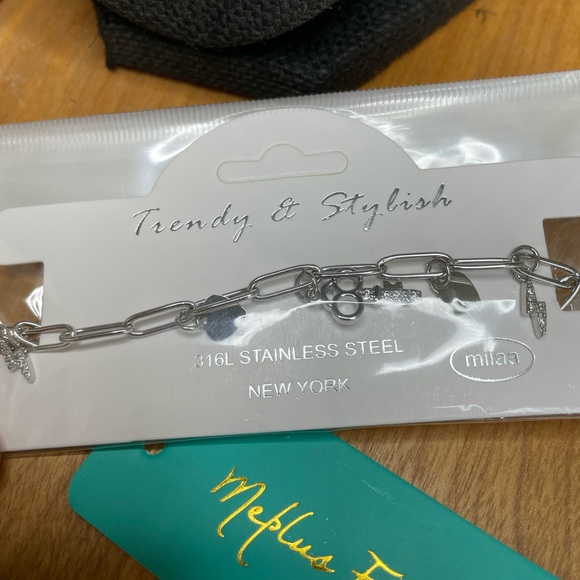 Trendy & Stylish
316L STAINLESS STEEL
milaa
NEW YORK
Meplus F